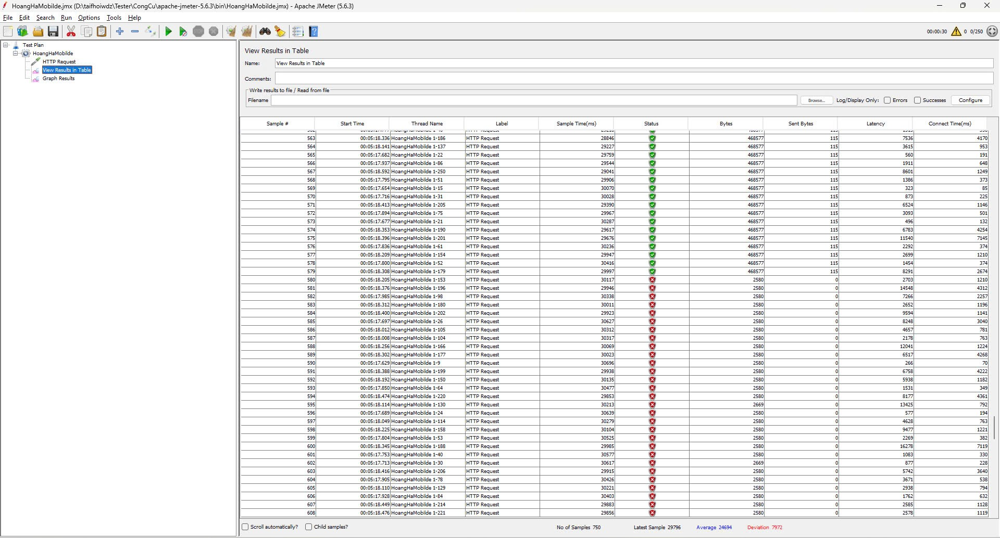 HoangHaMobilde.jmx (D:\taifhoiwdz\Tester\CongCu\apache-jmeter-5.6.3\bin\HoangHaMobilde.jmx) - Apache JMeter (5.6.3)
File Edit Search Run Options Tools Help
00:00:30 0 0/250
Test Plan
HoangHaMobilde
HTTP Request
View Results in Table
Graph Results
View Results in Table
Name: View Results in Table
Comments:
Write results to file / Read from file
Filename Browse... Log/Display Only: Errors Successes Configure
Sample # Start Time Thread Name Label Sample Time(ms) Status Bytes Sent Bytes Latency Connect Time(ms)
563 00:05:18.336 HoangHaMobilde 1-186 HTTP Request 28846 468577 115 7536 4170
564 00:05:18.141 HoangHaMobilde 1-137 HTTP Request 29227 468577 115 3615 953
565 00:05:17.682 HoangHaMobilde 1-22 HTTP Request 29759 468577 115 560 191
566 00:05:17.937 HoangHaMobilde 1-86 HTTP Request 29544 468577 115 1911 648
567 00:05:18.592 HoangHaMobilde 1-250 HTTP Request 29041 468577 115 8601 1249
568 00:05:17.795 HoangHaMobilde 1-51 HTTP Request 29906 468577 115 1386 373
569 00:05:17.654 HoangHaMobilde 1-15 HTTP Request 30070 468577 115 323 85
570 00:05:17.716 HoangHaMobilde 1-31 HTTP Request 30028 468577 115 873 225
571 00:05:18.413 HoangHaMobilde 1-205 HTTP Request 29390 468577 115 6524 1146
572 00:05:17.894 HoangHaMobilde 1-75 HTTP Request 29967 468577 115 3093 501
573 00:05:17.677 HoangHaMobilde 1-21 HTTP Request 30287 468577 115 496 132
574 00:05:18.353 HoangHaMobilde 1-190 HTTP Request 29617 468577 115 6783 4254
575 00:05:18.396 HoangHaMobilde 1-201 HTTP Request 29676 468577 115 11540 7145
576 00:05:17.836 HoangHaMobilde 1-61 HTTP Request 30236 468577 115 2292 374
577 00:05:18.209 HoangHaMobilde 1-154 HTTP Request 29947 468577 115 2699 1210
578 00:05:17.800 HoangHaMobilde 1-52 HTTP Request 30416 468577 115 1454 374
579 00:05:18.308 HoangHaMobilde 1-179 HTTP Request 29997 468577 115 8291 2674
580 00:05:18.205 HoangHaMobilde 1-153 HTTP Request 30117 2580 0 2703 1210
581 00:05:18.376 HoangHaMobilde 1-196 HTTP Request 29946 2580 0 14548 4312
582 00:05:17.985 HoangHaMobilde 1-98 HTTP Request 30338 2580 0 7266 2257
583 00:05:18.312 HoangHaMobilde 1-180 HTTP Request 30011 2580 0 2652 1196
584 00:05:18.400 HoangHaMobilde 1-202 HTTP Request 29923 2580 0 9594 1141
585 00:05:17.697 HoangHaMobilde 1-26 HTTP Request 30627 2580 0 8248 3040
586 00:05:18.012 HoangHaMobilde 1-105 HTTP Request 30312 2580 0 4657 781
587 00:05:18.008 HoangHaMobilde 1-104 HTTP Request 30317 2580 0 2178 763
588 00:05:18.256 HoangHaMobilde 1-166 HTTP Request 30069 2580 0 12041 1224
589 00:05:18.302 HoangHaMobilde 1-177 HTTP Request 30023 2580 0 6517 4268
590 00:05:17.629 HoangHaMobilde 1-9 HTTP Request 30696 2580 0 266 70
591 00:05:18.388 HoangHaMobilde 1-199 HTTP Request 29938 2580 0 6758 4222
592 00:05:18.192 HoangHaMobilde 1-150 HTTP Request 30135 2580 0 5938 1182
593 00:05:17.850 HoangHaMobilde 1-64 HTTP Request 30477 2580 0 1531 349
594 00:05:18.474 HoangHaMobilde 1-220 HTTP Request 29853 2580 0 8177 4361
595 00:05:18.114 HoangHaMobilde 1-130 HTTP Request 30213 2669 0 13425 792
596 00:05:17.689 HoangHaMobilde 1-24 HTTP Request 30639 2580 0 577 194
597 00:05:18.049 HoangHaMobilde 1-114 HTTP Request 30279 2580 0 4628 763
598 00:05:18.225 HoangHaMobilde 1-158 HTTP Request 30104 2580 0 9477 1221
599 00:05:17.804 HoangHaMobilde 1-53 HTTP Request 30525 2580 0 2269 382
600 00:05:18.345 HoangHaMobilde 1-188 HTTP Request 29985 2580 0 16278 7119
601 00:05:17.753 HoangHaMobilde 1-40 HTTP Request 30577 2580 0 1083 330
602 00:05:17.713 HoangHaMobilde 1-30 HTTP Request 30617 2669 0 877 228
603 00:05:18.416 HoangHaMobilde 1-206 HTTP Request 29915 2580 0 5742 3640
604 00:05:17.905 HoangHaMobilde 1-78 HTTP Request 30426 2580 0 3671 538
605 00:05:18.110 HoangHaMobilde 1-129 HTTP Request 30221 2580 0 2938 794
606 00:05:17.928 HoangHaMobilde 1-84 HTTP Request 30403 2580 0 1762 632
607 00:05:18.449 HoangHaMobilde 1-214 HTTP Request 29883 2580 0 2585 1128
608 00:05:18.476 HoangHaMobilde 1-221 HTTP Request 29856 2580 0 2578 1119
Scroll automatically? Child samples? No of Samples 750 Latest Sample 29796 Average 24694 Deviation 7972